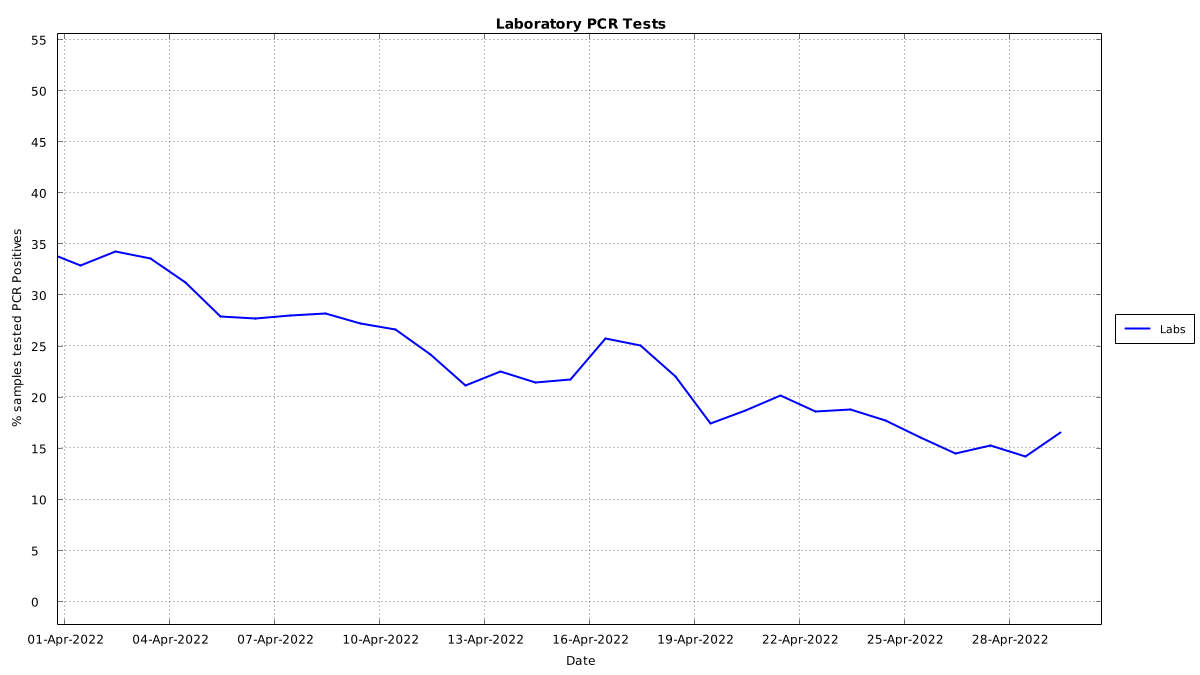 Laboratory PCR Tests
55
50
45
40
35
30
25
20
15
10
5
0
% samples tested PCR Positives
01-Apr-2022 04-Apr-2022 07-Apr-2022 10-Apr-2022 13-Apr-2022 16-Apr-2022 19-Apr-2022 22-Apr-2022 25-Apr-2022 28-Apr-2022
Date
Labs